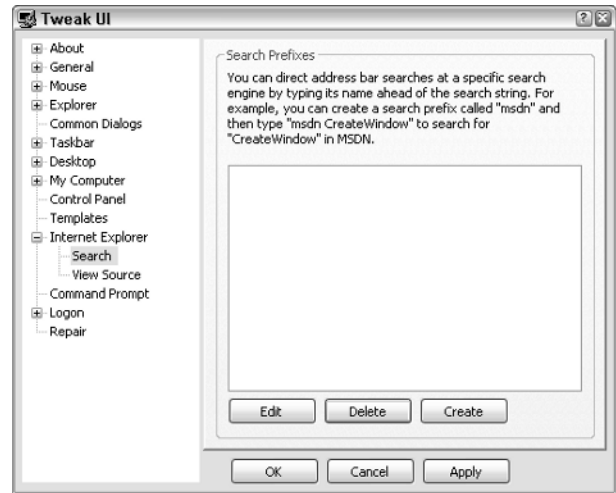 Tweak UI
About
General
Mouse
Explorer
Common Dialogs
Taskbar
Desktop
My Computer
Control Panel
Templates
Internet Explorer
Search
View Source
Command Prompt
Logon
Repair
Search Prefixes
You can direct address bar searches at a specific search
engine by typing its name ahead of the search string. For
example, you can create a search prefix called "msdn" and
then type "msdn CreateWindow" to search for
"CreateWindow" in MSDN.
Edit Delete Create
OK Cancel Apply